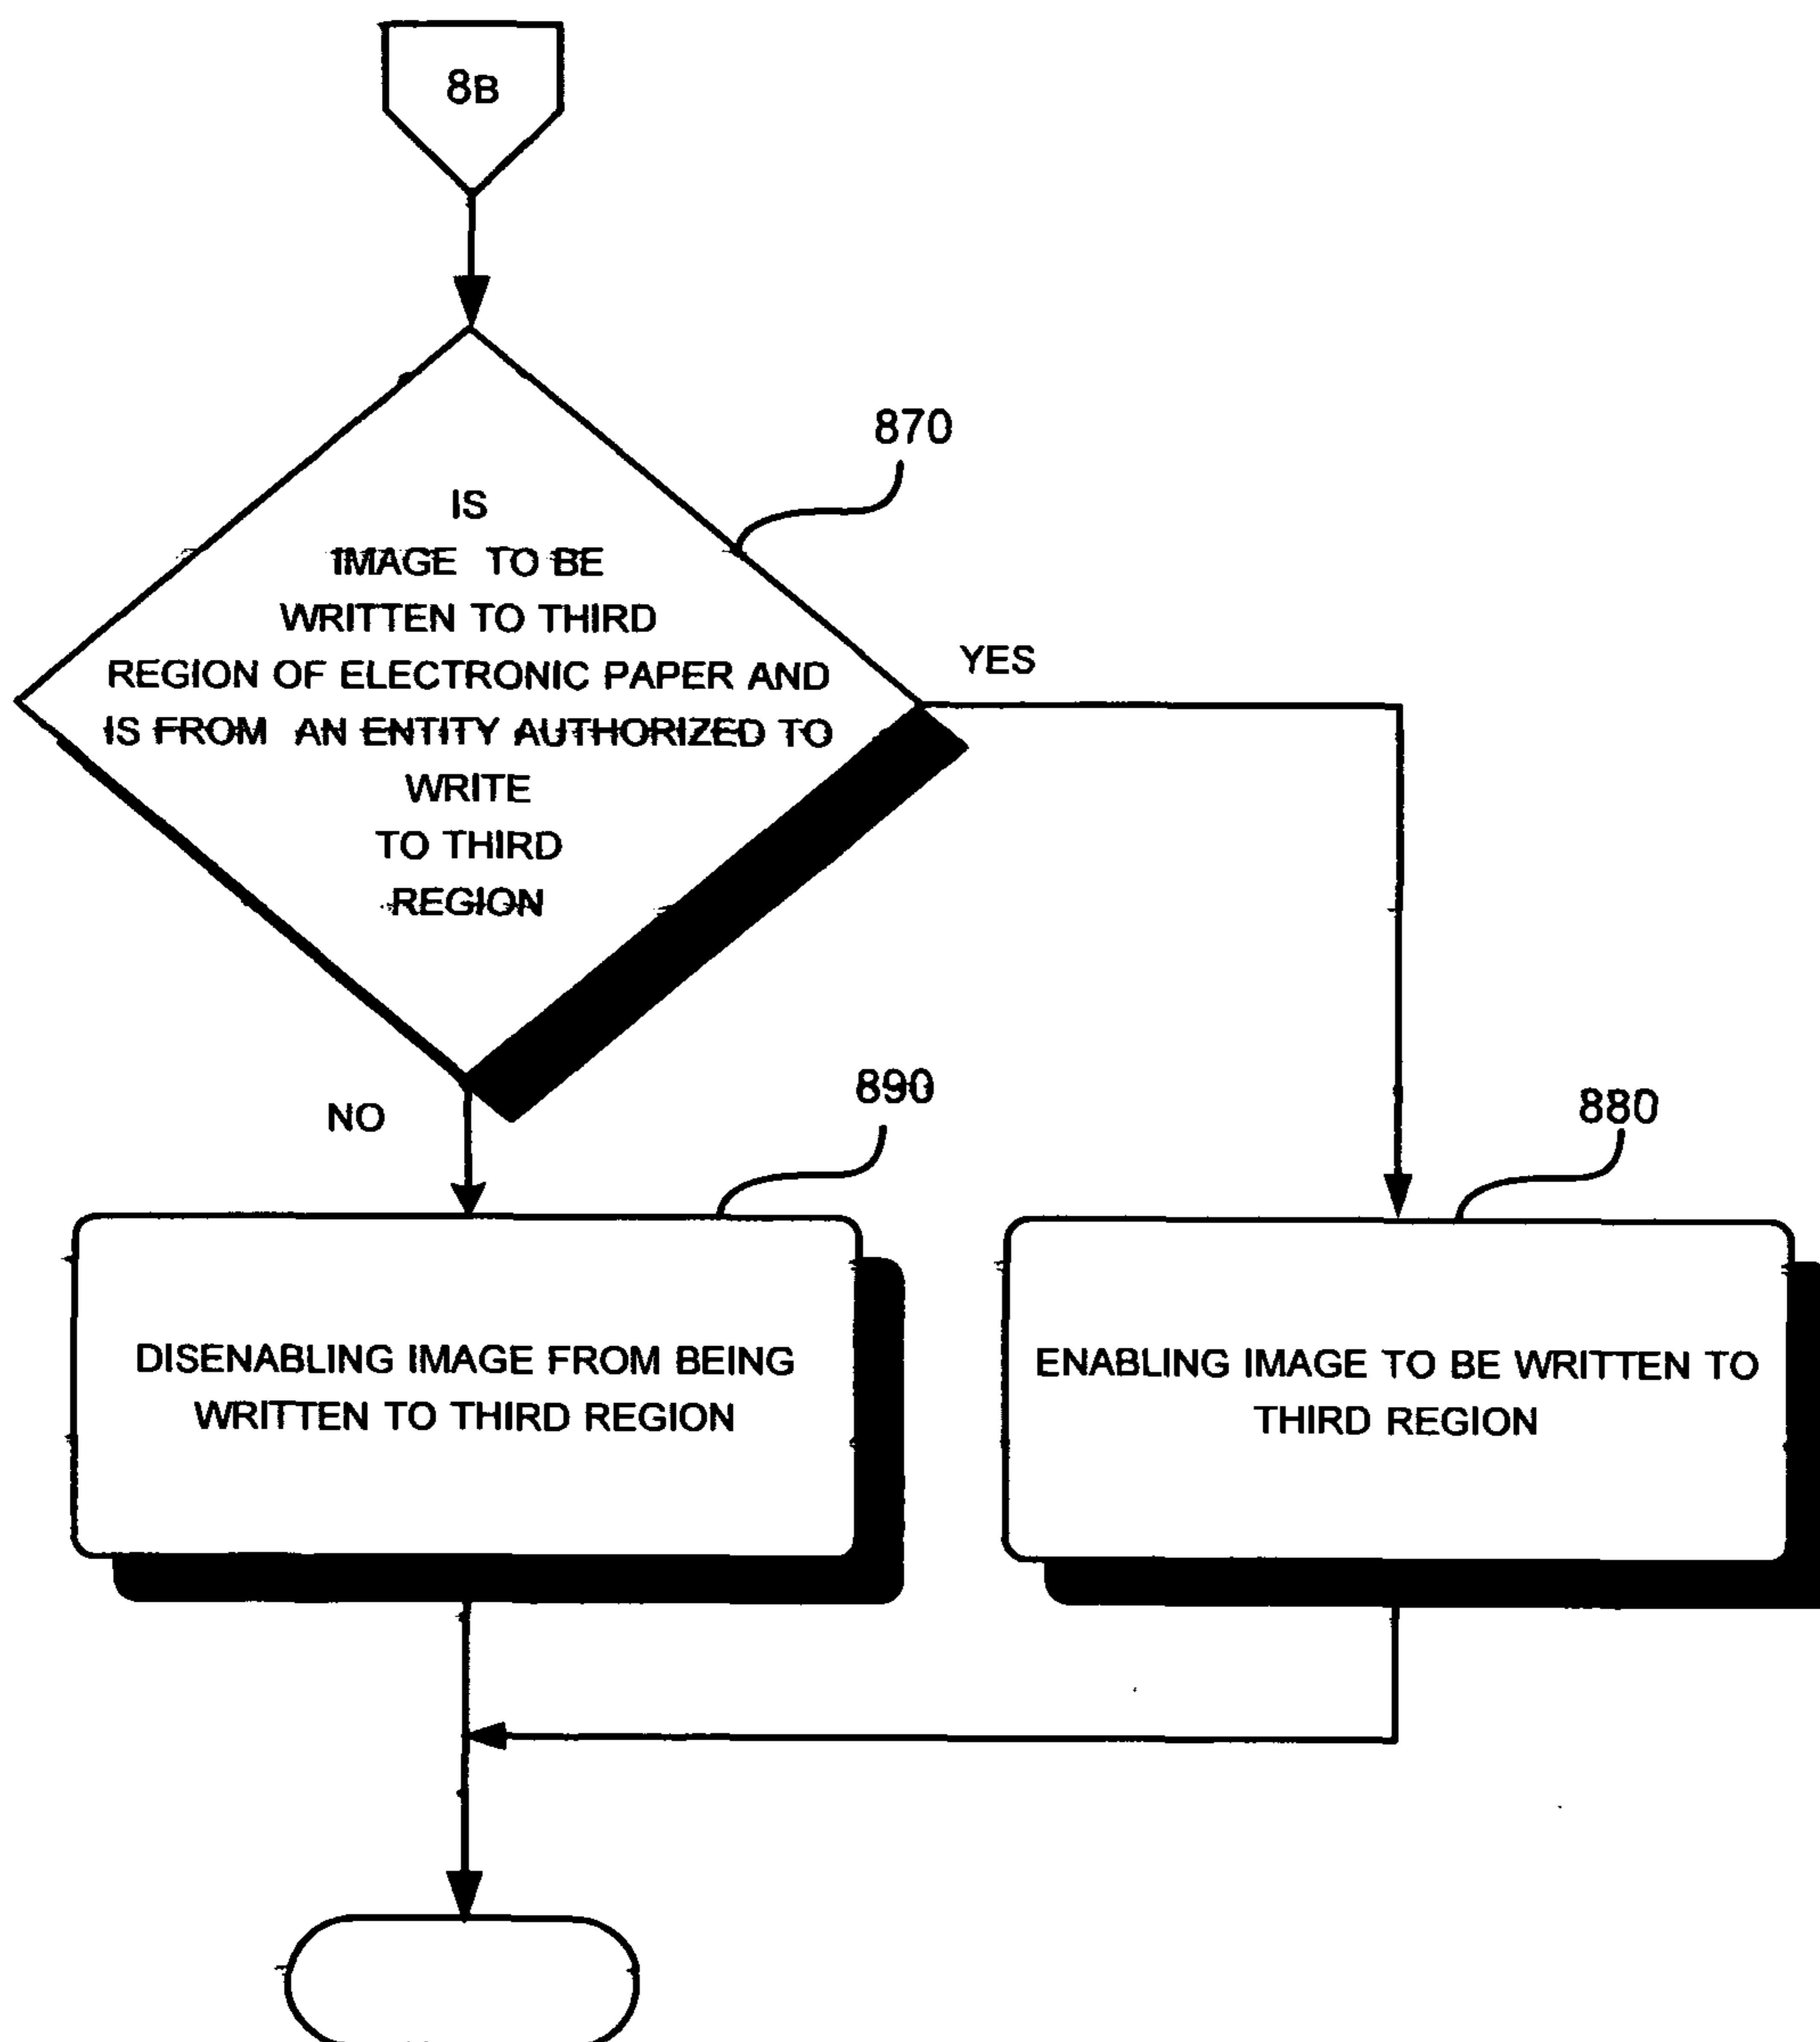 8B
870
IS
IMAGE TO BE
WRITTEN TO THIRD
REGION OF ELECTRONIC PAPER AND
IS FROM AN ENTITY AUTHORIZED TO
WRITE
TO THIRD
REGION
YES
NO
890
880
DISENABLING IMAGE FROM BEING
WRITTEN TO THIRD REGION
ENABLING IMAGE TO BE WRITTEN TO
THIRD REGION